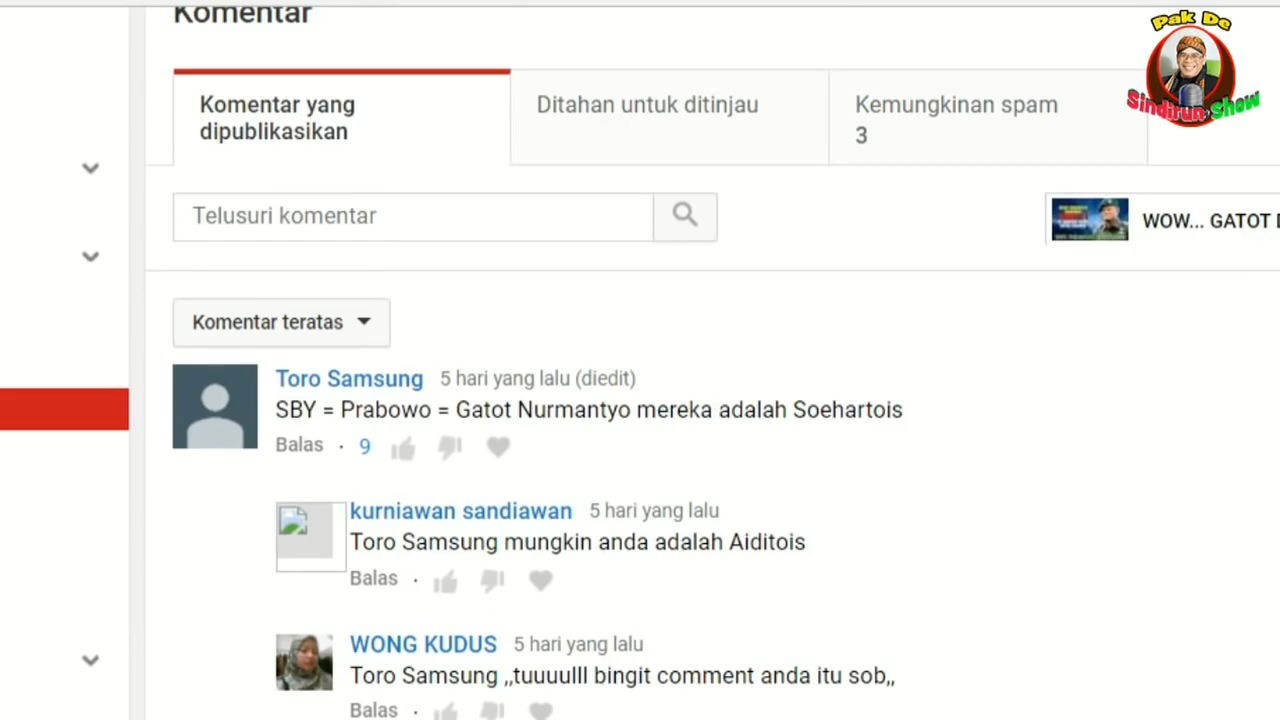 Komentar
Pak De
Sindirun Show
Komentar yang
dipublikasikan
Ditahan untuk ditinjau
Kemungkinan spam
3
Telusuri komentar
WOW... GATOT
Komentar teratas
Toro Samsung 5 hari yang lalu (diedit)
SBY = Prabowo = Gatot Nurmantyo mereka adalah Soehartois
Balas · 9
kurniawan sandiawan 5 hari yang lalu
Toro Samsung mungkin anda adalah Aiditois
Balas ·
WONG KUDUS 5 hari yang lalu
Toro Samsung ,,tuuuulll bingit comment anda itu sob,,
Balas ·